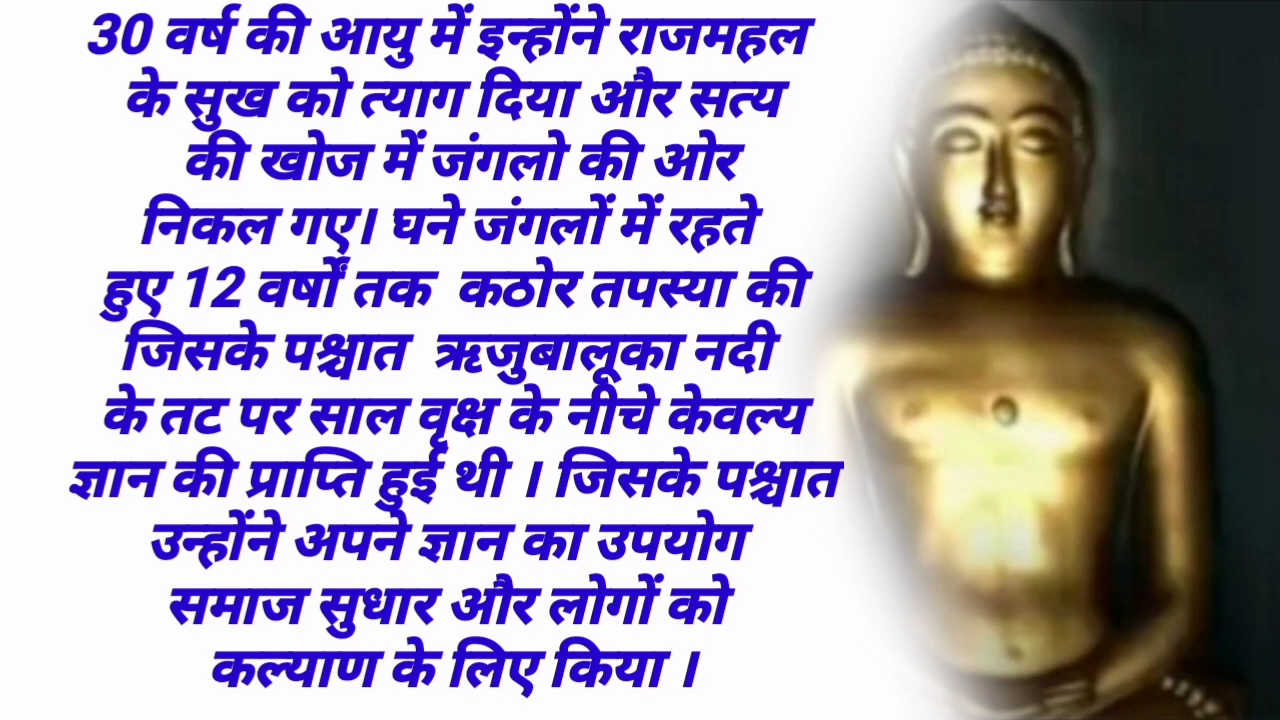 30 वर्ष की आयु में इन्होंने राजमहल
के सुख को त्याग दिया और सत्य
की खोज में जंगलो की ओर
निकल गए। घने जंगलों में रहते
हुए 12 वर्षों तक कठोर तपस्या की
जिसके पश्चात ऋजुबालूका नदी
के तट पर साल वृक्ष के नीचे केवल्य
ज्ञान की प्राप्ति हुई थी । जिसके पश्चात
उन्होंने अपने ज्ञान का उपयोग
समाज सुधार और लोगों को
कल्याण के लिए किया ।